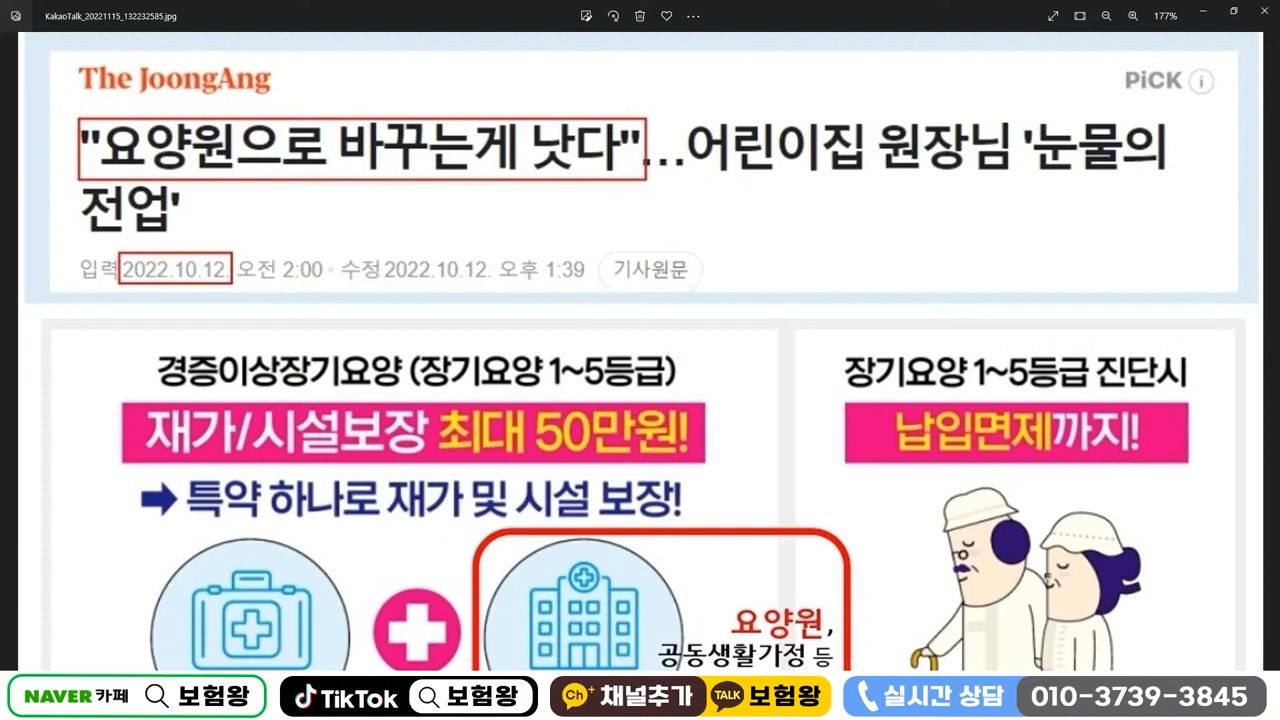 KakaoTalk_20221115_132232585.jpg
177%
The JoongAng
PiCK
"요양원으로 바꾸는게 낫다"...어린이집 원장님 '눈물의
전업'
입력 2022.10.12. 오전 2:00 · 수정 2022.10.12. 오후 1:39 기사원문
경증이상장기요양 (장기요양 1~5등급)
재가/시설보장 최대 50만원!
➡ 특약 하나로 재가 및 시설 보장!
장기요양 1~5등급 진단시
납입면제까지!
요양원,
공동생활가정 등
NAVER 카페 보험왕
TikTok 보험왕
Ch+ 채널추가 TALK 보험왕
실시간 상담 010-3739-3845